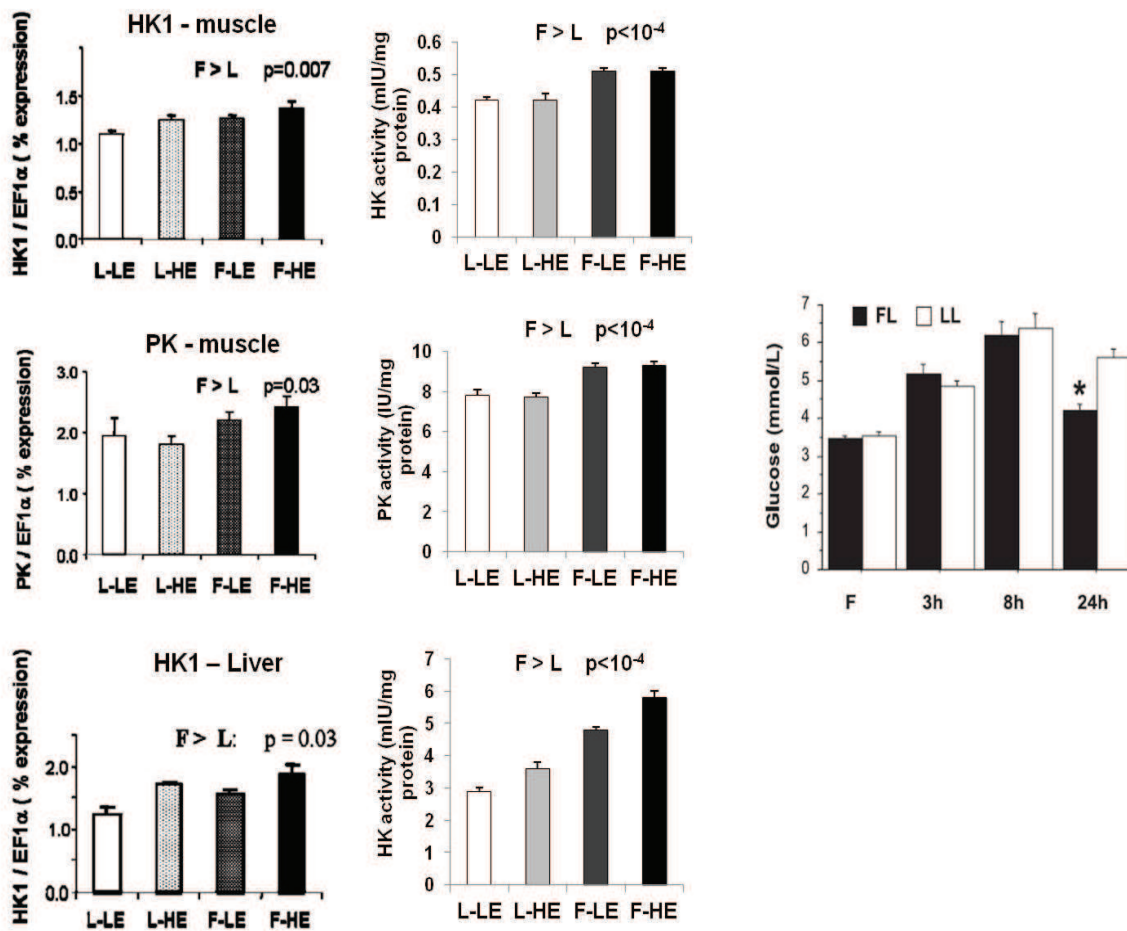 HK1 - muscle
HK1 / EF1α ( % expression)
F > L p=0.007
1.5
1.0
0.5
0.0
L-LE L-HE F-LE F-HE
HK activity (mIU/mg
protein)
F > L p<10-4
0.6
0.5
0.4
0.3
0.2
0.1
0
L-LE L-HE F-LE F-HE
PK - muscle
PK / EF1α ( % expression)
F > L p=0.03
3.0
2.0
1.0
0.0
L-LE L-HE F-LE F-HE
PK activity (IU/mg
protein)
F > L p<10-4
10
8
6
4
2
0
L-LE L-HE F-LE F-HE
Glucose (mmol/L)
FL LL
7
6
5
4
3
2
1
0
*
F 3h 8h 24h
HK1 – Liver
HK1 / EF1α ( % expression)
F > L: p = 0.03
2.0
1.0
0.0
L-LE L-HE F-LE F-HE
HK activity (mIU/mg
protein)
F > L p<10-4
7
6
5
4
3
2
1
0
L-LE L-HE F-LE F-HE